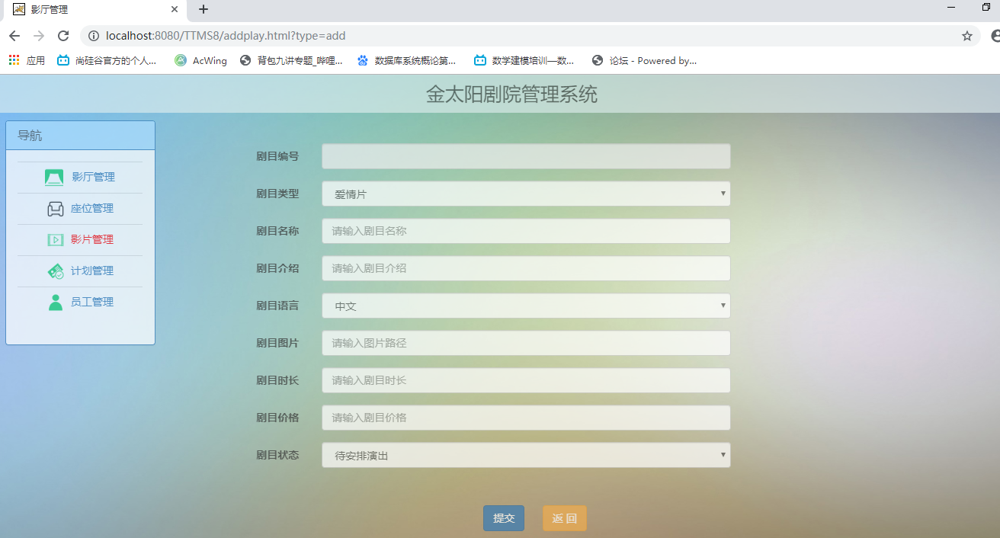 影厅管理
localhost:8080/TTMS8/addplay.html?type=add
应用 尚硅谷官方的个人... AcWing 背包九讲专题_哔哩... 数据库系统概论第... 数学建模培训—数... 论坛 - Powered by...
金太阳剧院管理系统
导航
影厅管理
座位管理
影片管理
计划管理
员工管理
剧目编号
剧目类型 爱情片
剧目名称 请输入剧目名称
剧目介绍 请输入剧目介绍
剧目语言 中文
剧目图片 请输入图片路径
剧目时长 请输入剧目时长
剧目价格 请输入剧目价格
剧目状态 待安排演出
提交 返 回